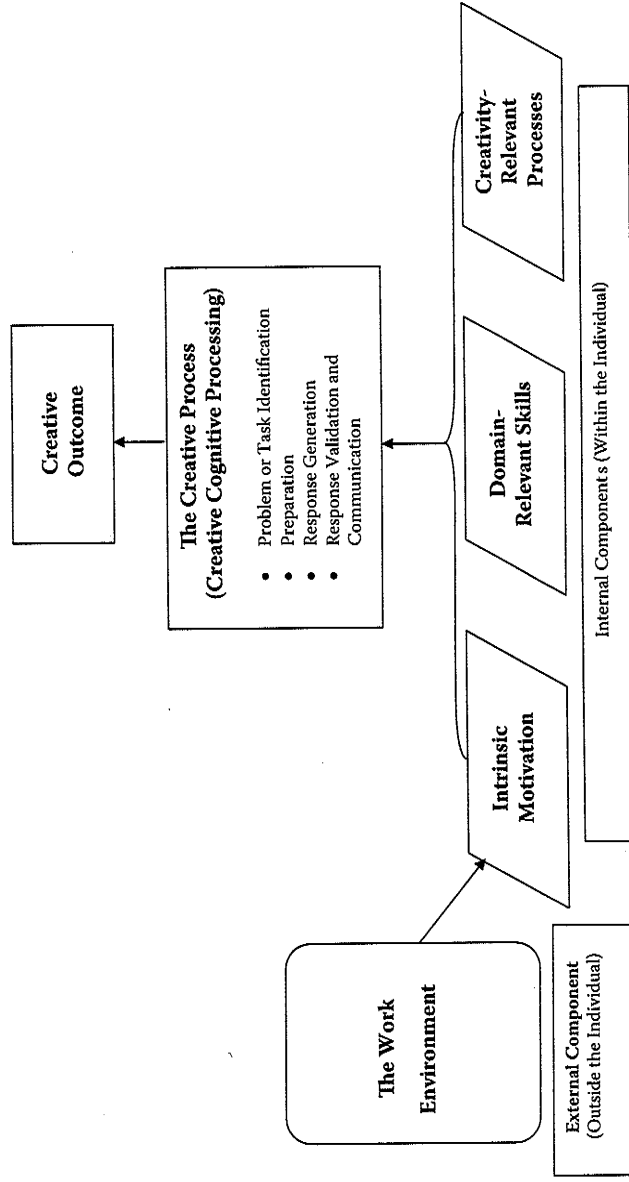 Creative
Outcome
The Creative Process
(Creative Cognitive Processing)
• Problem or Task Identification
• Preparation
• Response Generation
• Response Validation and
Communication
The Work
Environment
Intrinsic
Motivation
Domain-
Relevant Skills
Creativity-
Relevant
Processes
External Component
(Outside the Individual)
Internal Components (Within the Individual)